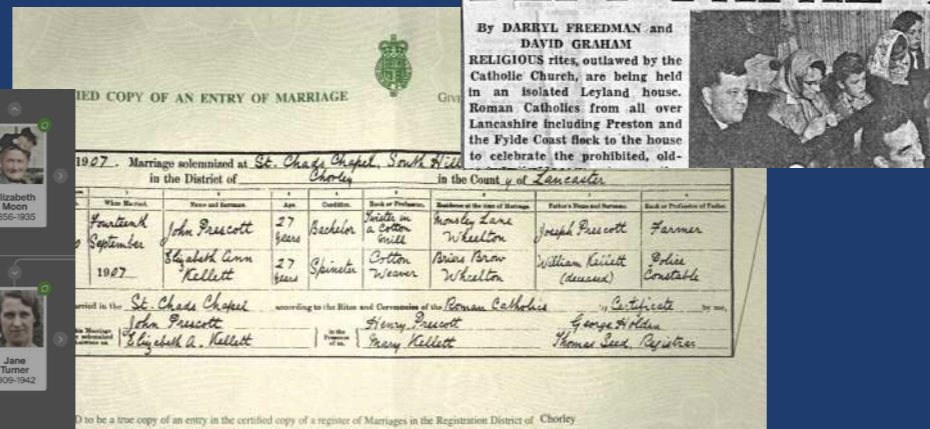 By DARRYL FREEDMAN and
DAVID GRAHAM
RELIGIOUS rites, outlawed by the
Catholic Church, are being held
in an isolated Leyland house.
Roman Catholics from all over
Lancashire including Preston and
the Fylde Coast flock to the house
to celebrate the prohibited, old-
IED COPY OF AN ENTRY OF MARRIAGE
1907. Marriage solemnized at St. Chads Chapel, South Hill
in the District of Chorley in the County of Lancaster
When Married. Name and Surname. Age. Condition. Rank or Profession. Residence at the time of Marriage. Father's Name and Surname. Rank or Profession of Father.
Fourteenth September 1907
John Prescott 27 years Bachelor Twister in a Cotton Mill Wheelton Joseph Prescott Farmer
Elizabeth Ann Kellett 27 years Spinster Cotton Weaver Briers Brow Wheelton William Kellett (deceased) Police Constable
arried in the St. Chads Chapel according to the Rites and Ceremonies of the Roman Catholics by Certificate by me,
John Prescott
Elizabeth A. Kellett
in the Presence of us,
Henry Prescott
Mary Kellett
George Holden
Thomas Seed, Registrar
D to be a true copy of an entry in the certified copy of a register of Marriages in the Registration District of Chorley
lizabeth
Moon
856-1935
Jane
Turner
909-1942